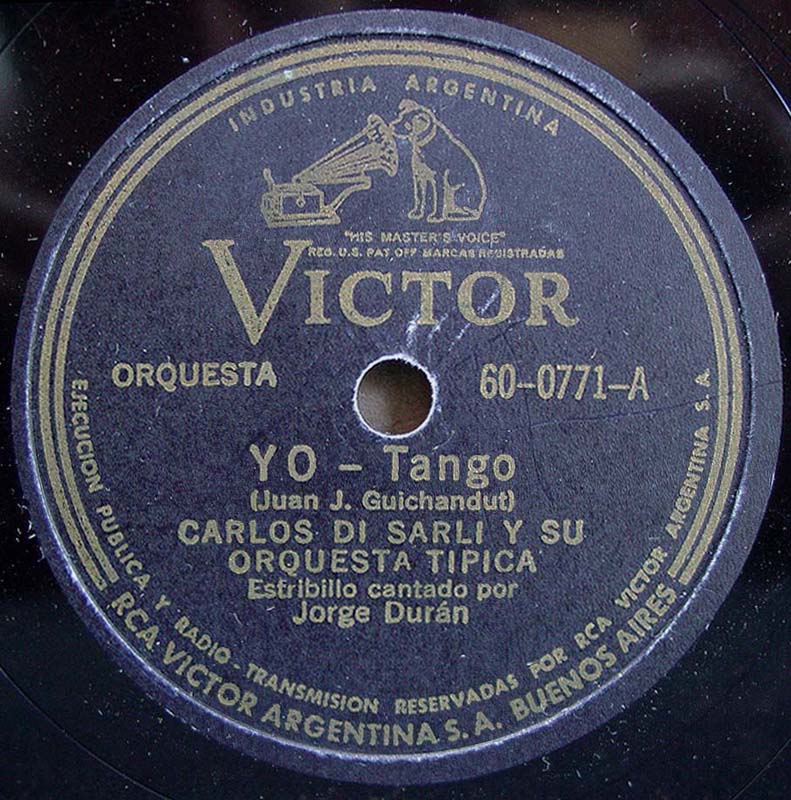 INDUSTRIA ARGENTINA
"HIS MASTER'S VOICE"
REG. U.S. PAT OFF MARCAS REGISTRADAS
VICTOR
ORQUESTA
60-0771-A
YO - Tango
(Juan J. Guichandut)
CARLOS DI SARLI Y SU
ORQUESTA TIPICA
Estribillo cantado por
Jorge Durán
EJECUCION PUBLICA Y RADIO-TRANSMISION RESERVADAS POR RCA VICTOR ARGENTINA S.A.
RCA VICTOR ARGENTINA S.A. BUENOS AIRES